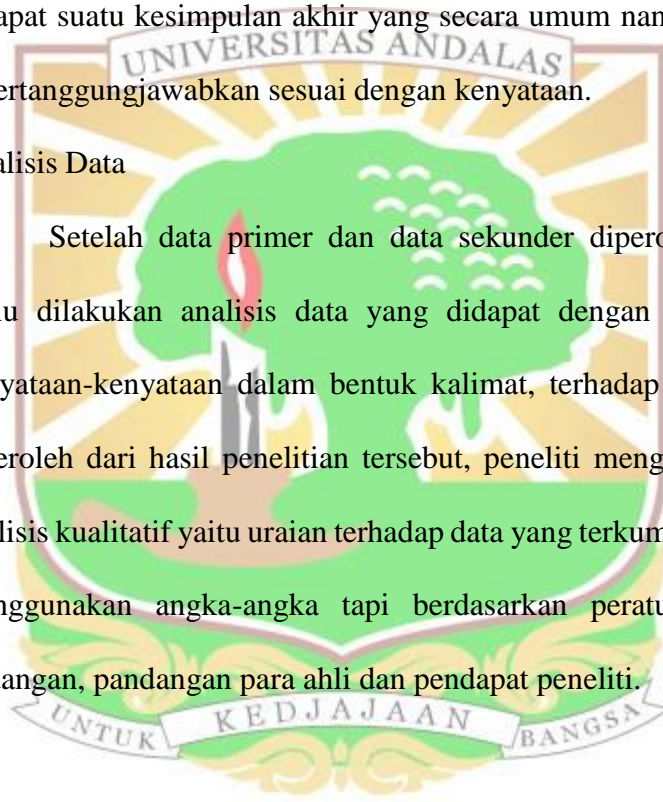 apat suatu kesimpulan akhir yang secara umum nan
UNIVERSITAS ANDALAS
ertanggungjawabkan sesuai dengan kenyataan.
alisis Data
Setelah data primer dan data sekunder dipero
u dilakukan analisis data yang didapat dengan
yataan-kenyataan dalam bentuk kalimat, terhadap
eroleh dari hasil penelitian tersebut, peneliti meng
lisis kualitatif yaitu uraian terhadap data yang terkum
nggunakan angka-angka tapi berdasarkan peratu
dangan, pandangan para ahli dan pendapat peneliti.
UNTUK KEDJAJAAN BANGSA